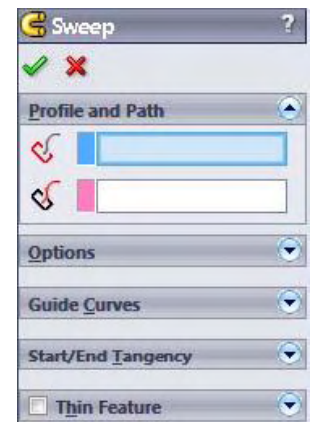 Sweep ?
Profile and Path
Options
Guide Curves
Start/End Tangency
Thin Feature